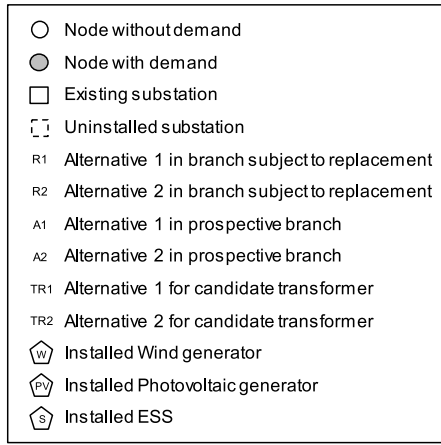 Node without demand
Node with demand
Existing substation
Uninstalled substation
R1 Alternative 1 in branch subject to replacement
R2 Alternative 2 in branch subject to replacement
A1 Alternative 1 in prospective branch
A2 Alternative 2 in prospective branch
TR1 Alternative 1 for candidate transformer
TR2 Alternative 2 for candidate transformer
W Installed Wind generator
PV Installed Photovoltaic generator
S Installed ESS